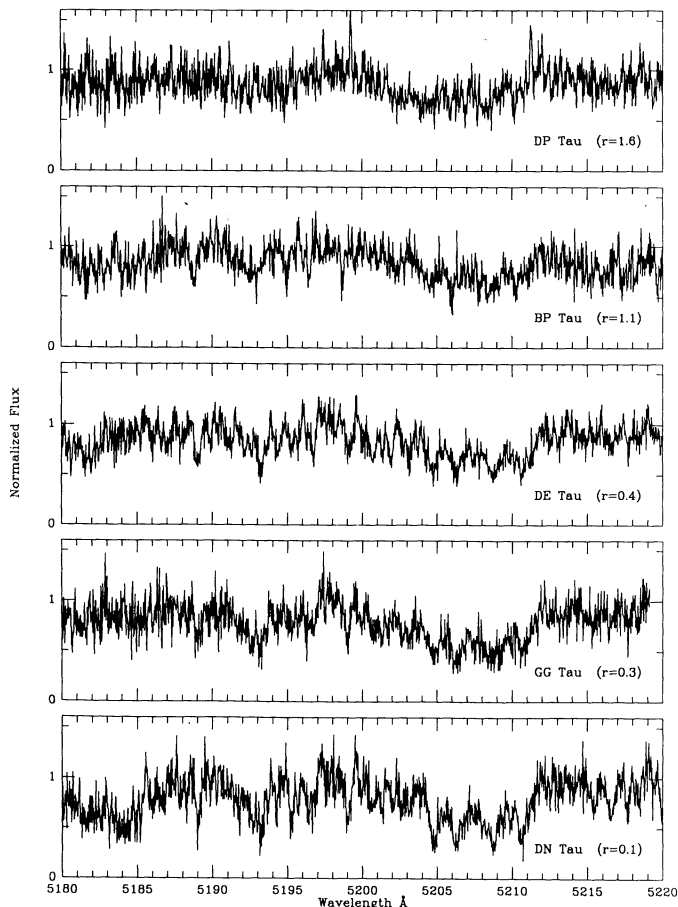 1
DP Tau (r=1.6)
0
1
BP Tau (r=1.1)
0
Normalized Flux
1
DE Tau (r=0.4)
0
1
GG Tau (r=0.3)
0
1
DN Tau (r=0.1)
0
5180 5185 5190 5195 5200 5205 5210 5215 5220
Wavelength Å